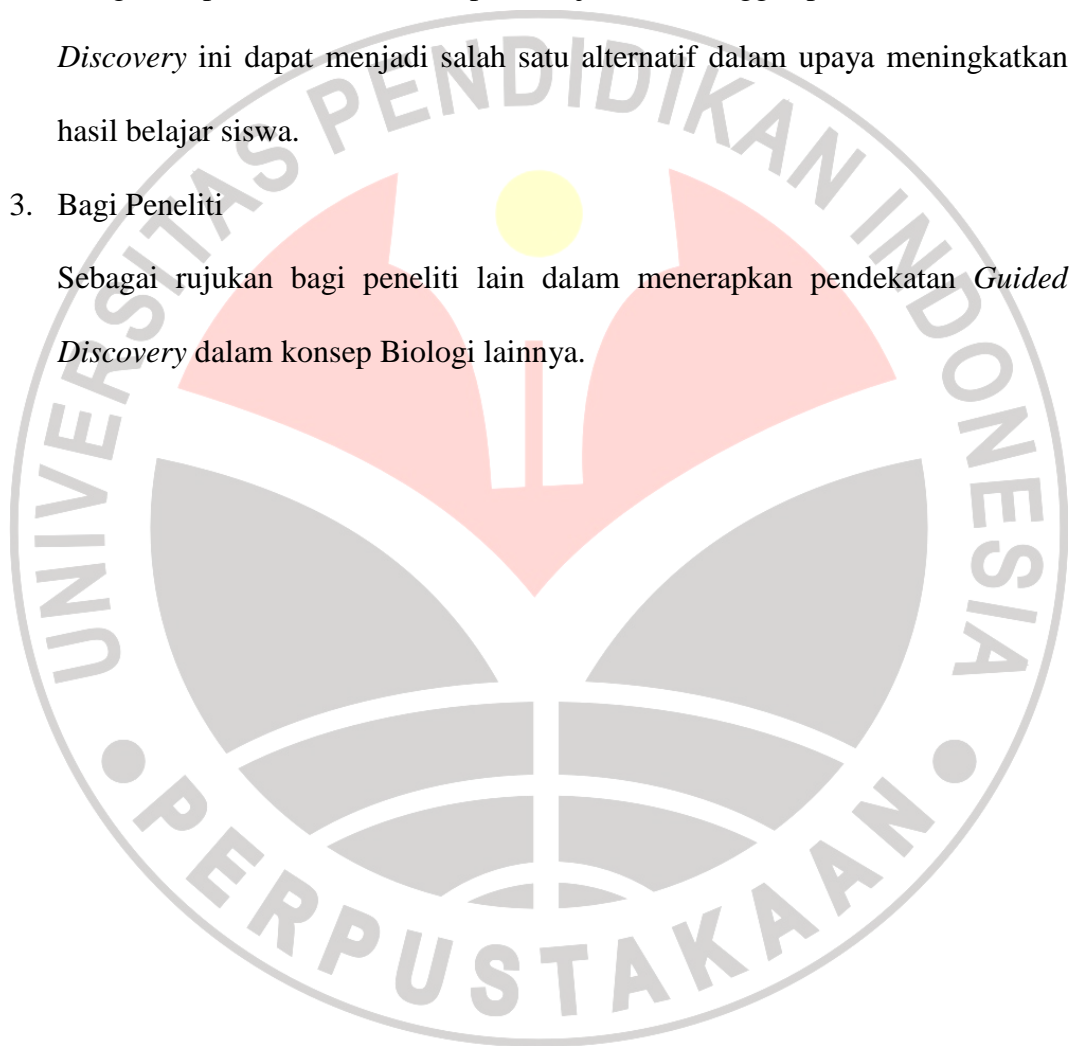 Discovery ini dapat menjadi salah satu alternatif dalam upaya meningkatkan
hasil belajar siswa.
3. Bagi Peneliti
Sebagai rujukan bagi peneliti lain dalam menerapkan pendekatan Guided
Discovery dalam konsep Biologi lainnya.
UNIVERSITAS PENDIDIKAN INDONESIA
PERPUSTAKAAN